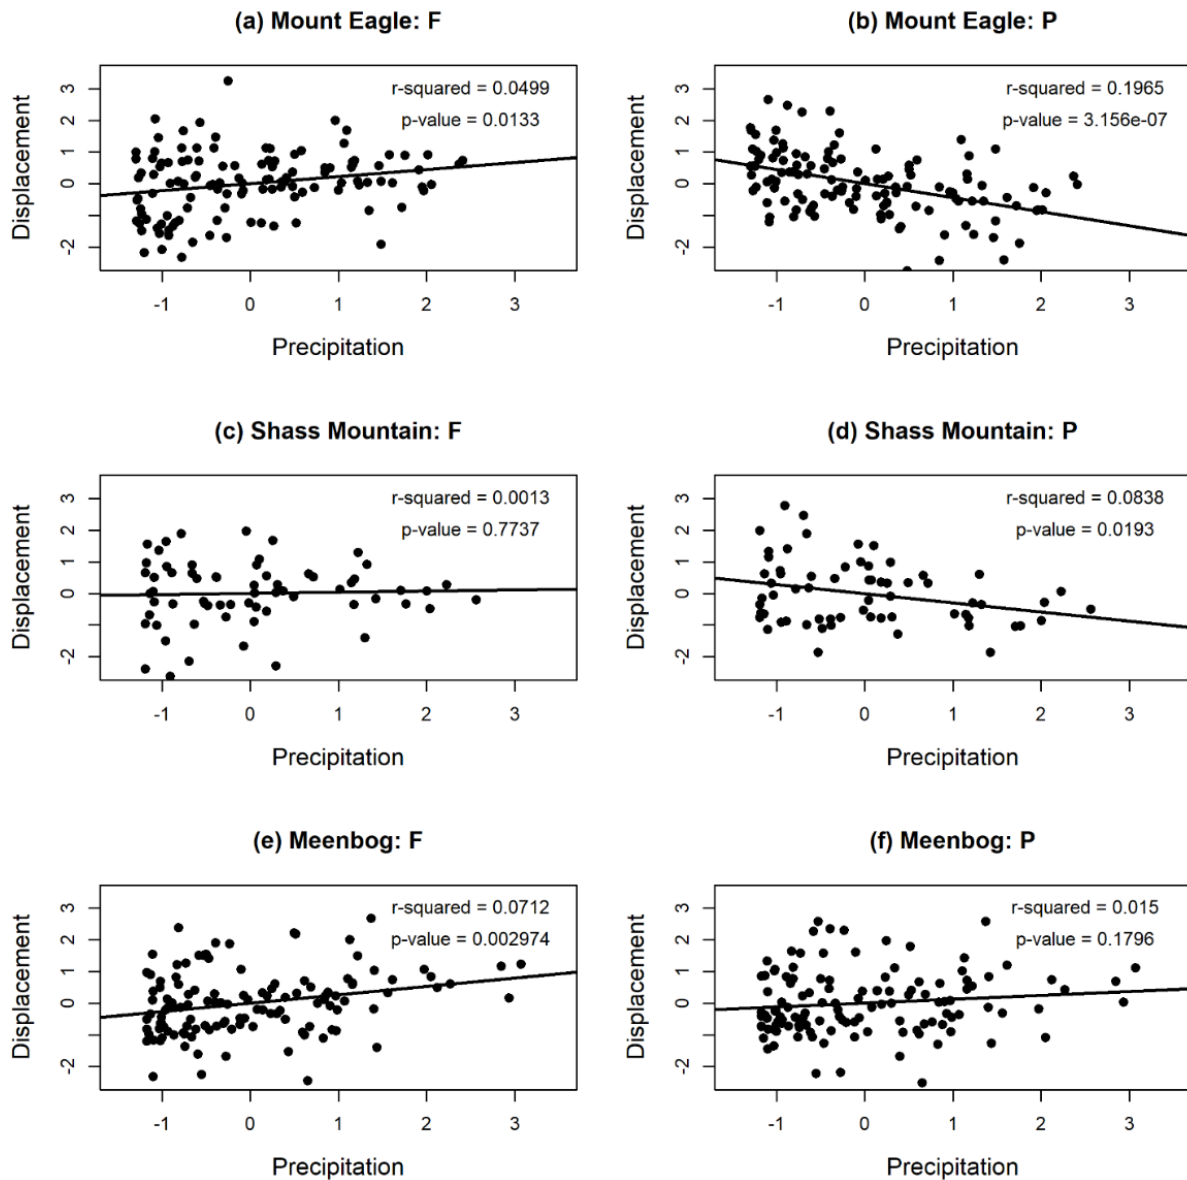 (a) Mount Eagle: F
r-squared = 0.0499
p-value = 0.0133
Displacement
3
2
1
0
-2
-1 0 1 2 3
Precipitation
(b) Mount Eagle: P
r-squared = 0.1965
p-value = 3.156e-07
Displacement
3
2
1
0
-2
-1 0 1 2 3
Precipitation
(c) Shass Mountain: F
r-squared = 0.0013
p-value = 0.7737
Displacement
3
2
1
0
-2
-1 0 1 2 3
Precipitation
(d) Shass Mountain: P
r-squared = 0.0838
p-value = 0.0193
Displacement
3
2
1
0
-2
-1 0 1 2 3
Precipitation
(e) Meenbog: F
r-squared = 0.0712
p-value = 0.002974
Displacement
3
2
1
0
-2
-1 0 1 2 3
Precipitation
(f) Meenbog: P
r-squared = 0.015
p-value = 0.1796
Displacement
3
2
1
0
-2
-1 0 1 2 3
Precipitation